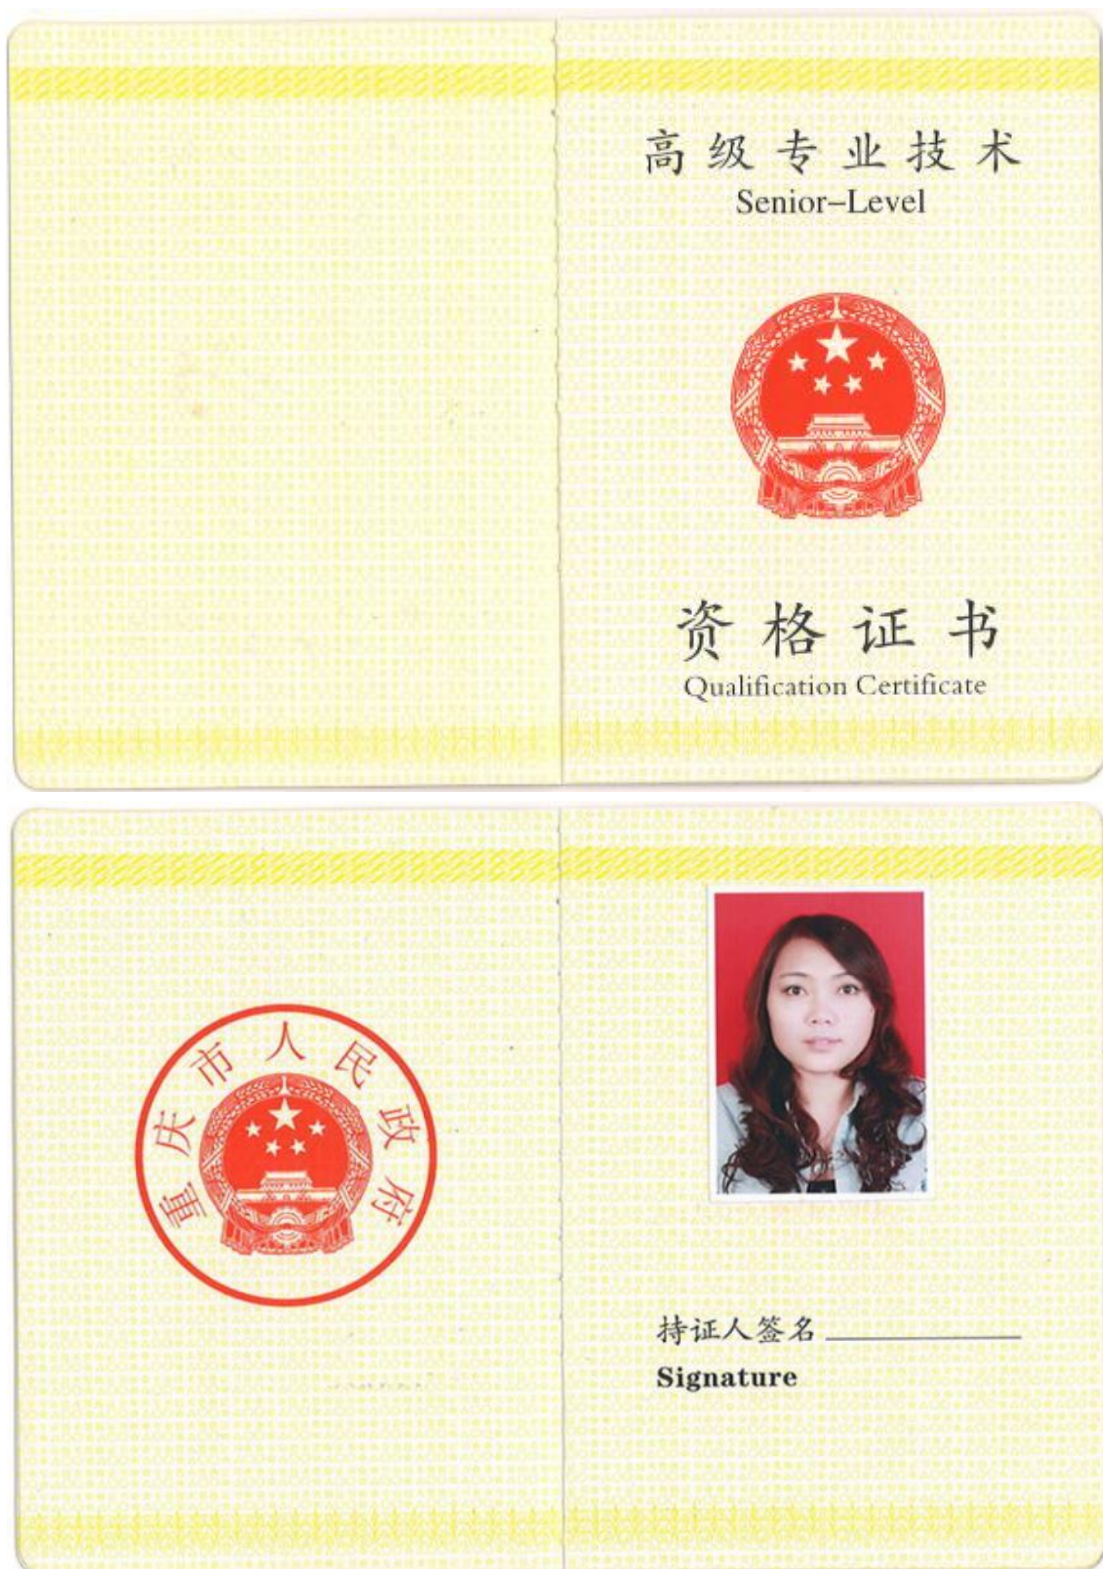 高级专业技术
Senior-Level
资格证书
Qualification Certificate
重庆市人民政府
持证人签名
Signature